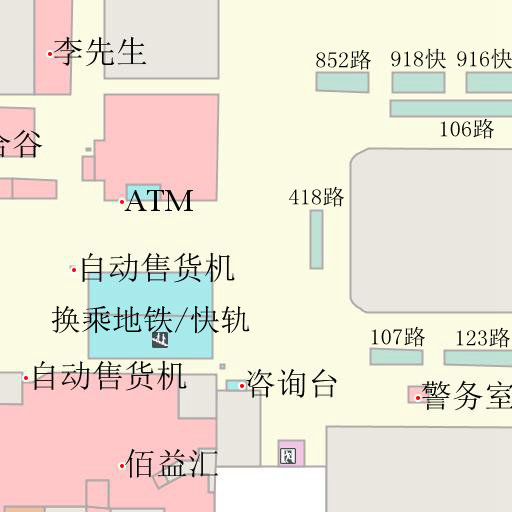 李先生
852路
918快
916快
106路
合谷
ATM
418路
自动售货机
换乘地铁/快轨
107路
123路
自动售货机
咨询台
警务室
佰益汇